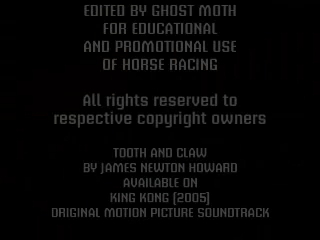 EDITED BY GHOST MOTH
FOR EDUCATIONAL
AND PROMOTIONAL USE
OF HORSE RACING
All rights reserved to
respective copyright owners
TOOTH AND CLAW
BY JAMES NEWTON HOWARD
AVAILABLE ON
KING KONG [2005]
ORIGINAL MOTION PICTURE SOUNDTRACK